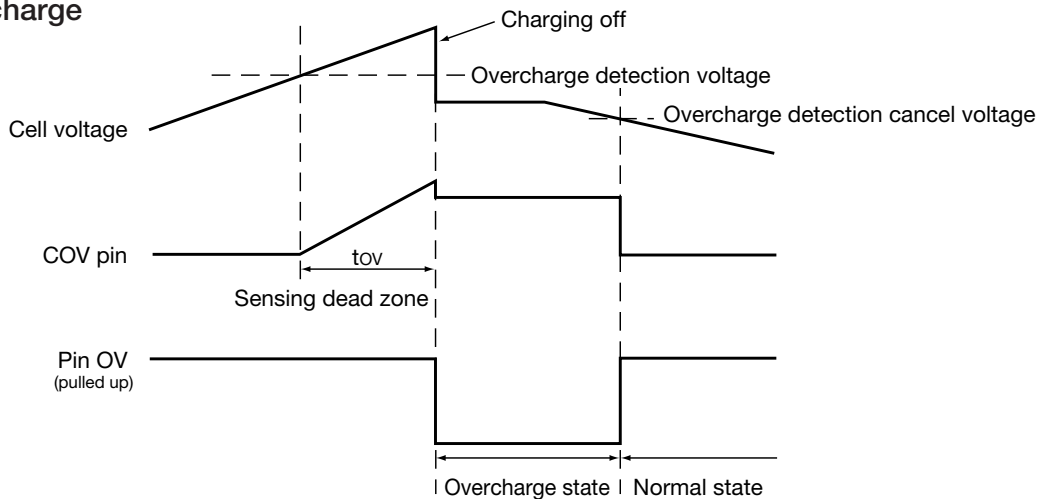 charge
Charging off
Overcharge detection voltage
Overcharge detection cancel voltage
Cell voltage
COV pin
tOV
Sensing dead zone
Pin OV
(pulled up)
Overcharge state
Normal state